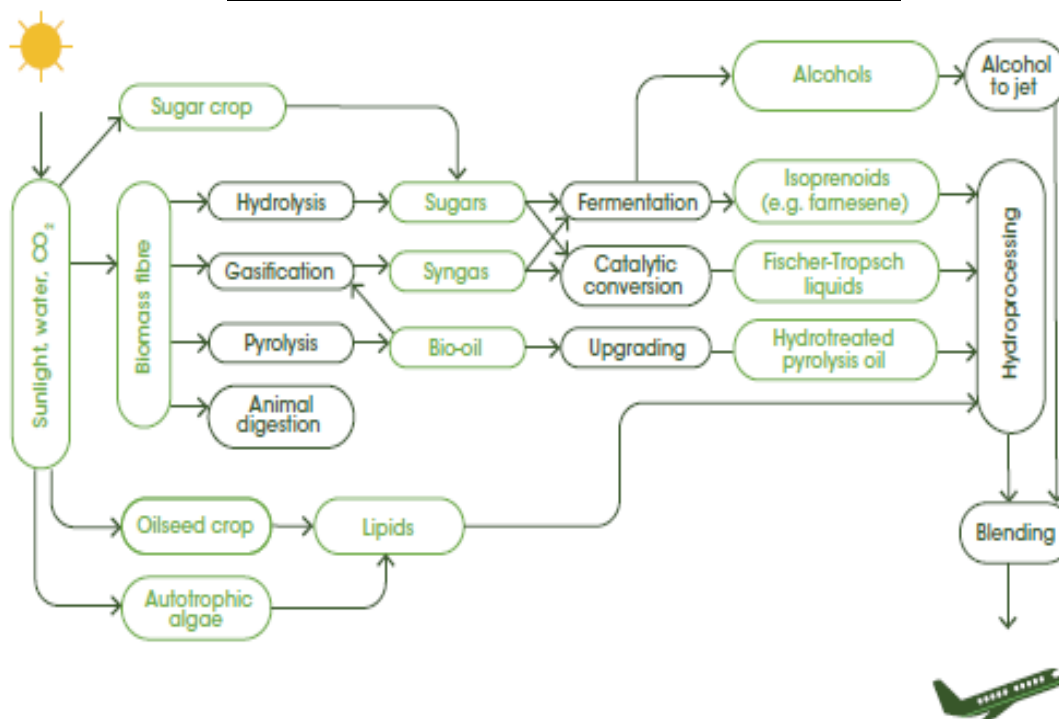 Alcohols
Alcohol
to jet
Sugar crop
Sunlight, water, CO₂
Biomass fibre
Hydrolysis
Sugars
Fermentation
Isoprenoids
(e.g. farnesene)
Gasification
Syngas
Catalytic
conversion
Fischer-Tropsch
liquids
Pyrolysis
Bio-oil
Upgrading
Hydrotreated
pyrolysis oil
Hydroprocessing
Animal
digestion
Oilseed crop
Lipids
Blending
Autotrophic
algae